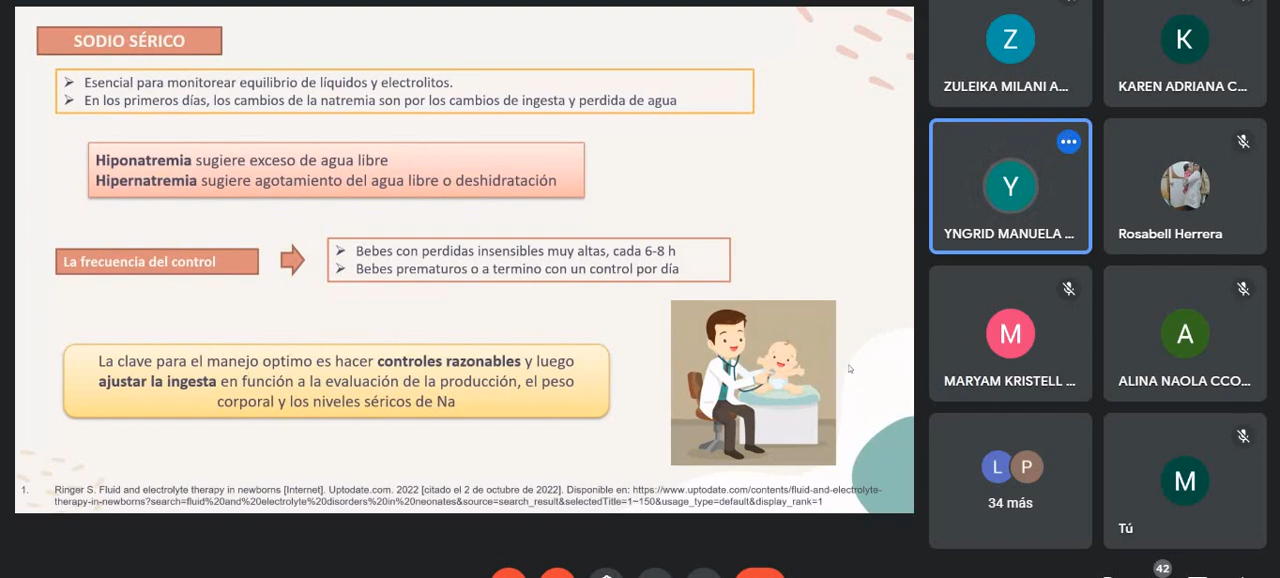 SODIO SÉRICO
➤ Esencial para monitorear equilibrio de líquidos y electrolitos.
➤ En los primeros días, los cambios de la natremia son por los cambios de ingesta y perdida de agua
Hiponatremia sugiere exceso de agua libre
Hipernatremia sugiere agotamiento del agua libre o deshidratación
La frecuencia del control
➤ Bebes con perdidas insensibles muy altas, cada 6-8 h
➤ Bebes prematuros o a termino con un control por día
La clave para el manejo optimo es hacer controles razonables y luego
ajustar la ingesta en función a la evaluación de la producción, el peso
corporal y los niveles séricos de Na
1. Ringer S. Fluid and electrolyte therapy in newborns [Internet]. Uptodate.com. 2022 [citado el 2 de octubre de 2022]. Disponible en: https://www.uptodate.com/contents/fluid-and-electrolyte-
therapy-in-newborns?search=fluid%20and%20electrolyte%20disorders%20in%20neonates&source=search_result&selectedTitle=1~150&usage_type=default&display_rank=1
Z
ZULEIKA MILANI A...
K
KAREN ADRIANA C...
Y
YNGRID MANUELA ...
Rosabell Herrera
M
MARYAM KRISTELL ...
A
ALINA NAOLA CCO...
L P
34 más
M
Tú
42